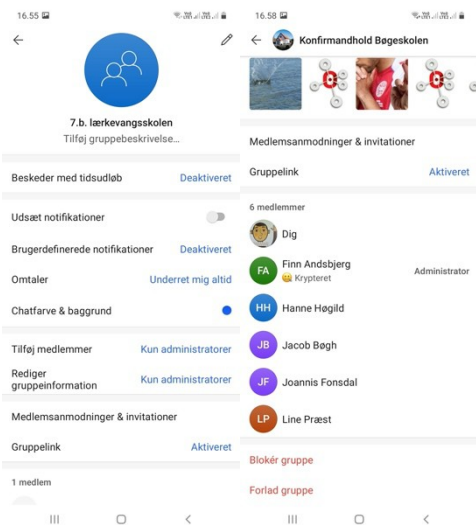 16.55
7.b. lærkevangsskolen
Tilføj gruppebeskrivelse...
Beskeder med tidsudløb Deaktiveret
Udsæt notifikationer
Brugerdefinerede notifikationer Deaktiveret
Omtaler Underret mig altid
Chatfarve & baggrund
Tilføj medlemmer Kun administratorer
Rediger
gruppeinformation Kun administratorer
Medlemsanmodninger & invitationer
Gruppelink Aktiveret
1 medlem
16.58
Konfirmandhold Bøgeskolen
Medlemsanmodninger & invitationer
Gruppelink Aktiveret
6 medlemmer
Dig
FA Finn Andsbjerg Administrator
Krypteret
HH Hanne Høgild
JB Jacob Bøgh
JF Joannis Fonsdal
LP Line Præst
Blokér gruppe
Forlad gruppe